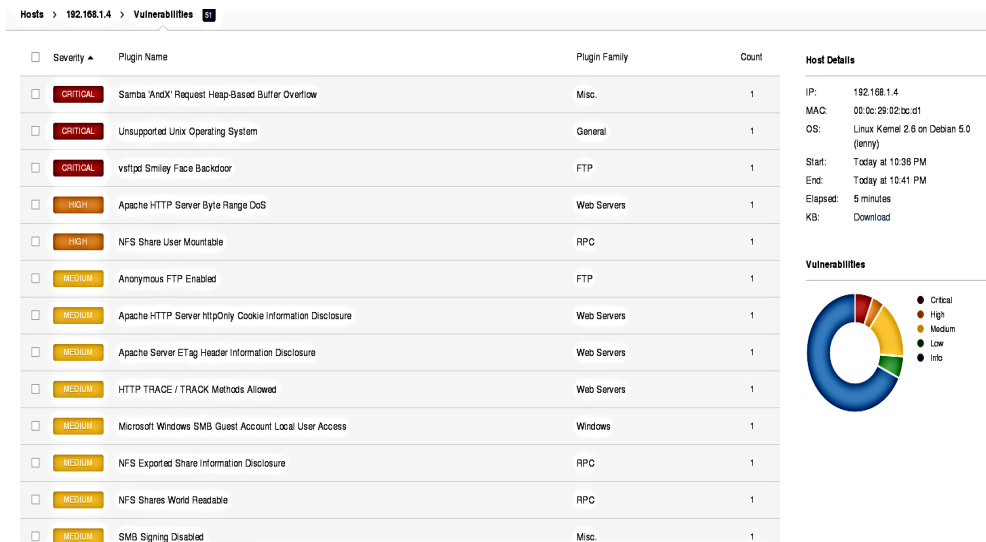 Hosts > 192.168.1.4 > Vulnerabilities 51
Severity ▲ Plugin Name Plugin Family Count
CRITICAL Samba 'AndX' Request Heap-Based Buffer Overflow Misc. 1
CRITICAL Unsupported Unix Operating System General 1
CRITICAL vsftpd Smiley Face Backdoor FTP 1
HIGH Apache HTTP Server Byte Range DoS Web Servers 1
HIGH NFS Share User Mountable RPC 1
MEDIUM Anonymous FTP Enabled FTP 1
MEDIUM Apache HTTP Server httpOnly Cookie Information Disclosure Web Servers 1
MEDIUM Apache Server ETag Header Information Disclosure Web Servers 1
MEDIUM HTTP TRACE / TRACK Methods Allowed Web Servers 1
MEDIUM Microsoft Windows SMB Guest Account Local User Access Windows 1
MEDIUM NFS Exported Share Information Disclosure RPC 1
MEDIUM NFS Shares World Readable RPC 1
MEDIUM SMB Signing Disabled Misc. 1
Host Details
IP: 192.168.1.4
MAC: 00:0c:29:02:bc:d1
OS: Linux Kernel 2.6 on Debian 5.0
(lenny)
Start: Today at 10:36 PM
End: Today at 10:41 PM
Elapsed: 5 minutes
KB: Download
Vulnerabilities
Critical
High
Medium
Low
Info